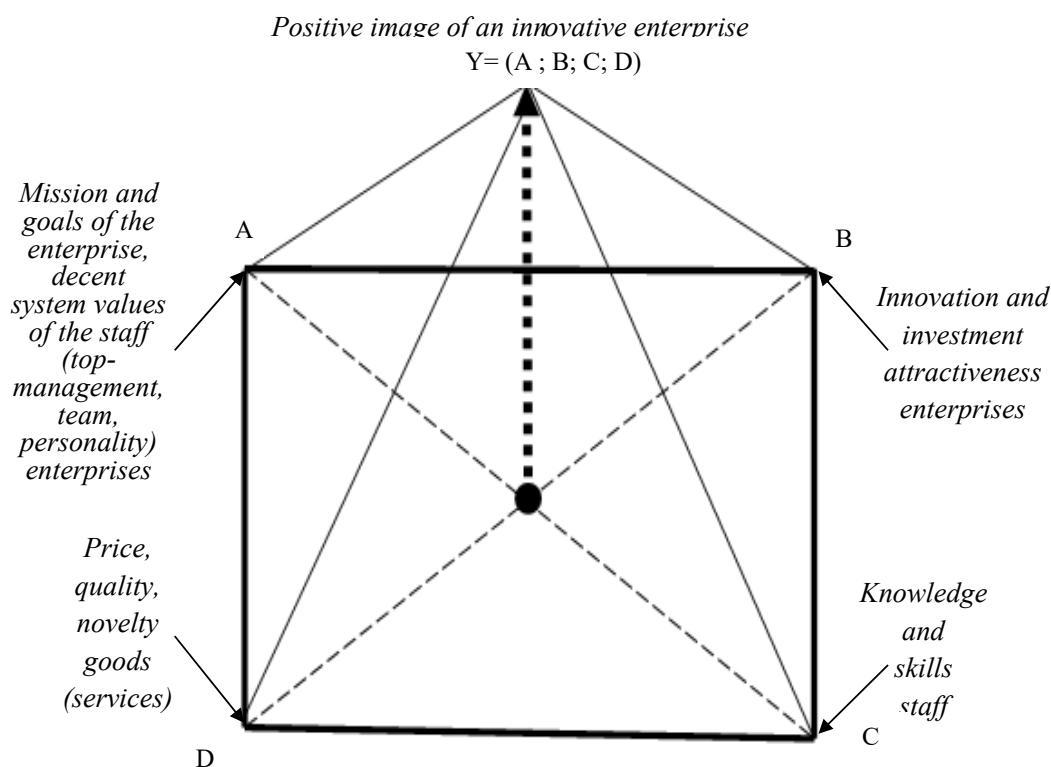 Positive image of an innovative enterprise
Y= (A ; B; C; D)
Mission and
goals of the
enterprise,
decent
system values
of the staff
(top-
management,
team,
personality)
enterprises
A
B
Innovation and
investment
attractiveness
enterprises
Price,
quality,
novelty
goods
(services)
Knowledge
and
skills
staff
D
C